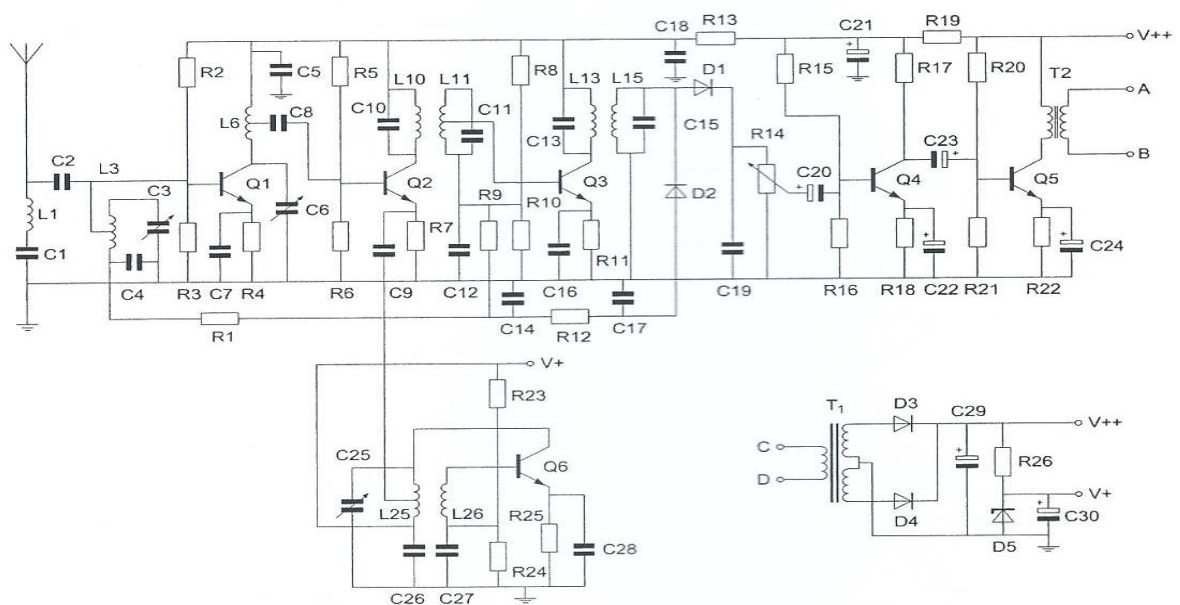 C18 R13 C21 R19 V++
R2 C5 R5 L10 L11 R8 L13 L15 D1 R15 R17 R20 T2
C8 C10 C11 A
L6 C13 C15 R14 C23
C2 B
L3 C20
C3 Q1 Q2 Q3 Q4 Q5
C6 R9 D2
L1 R7 R10
C1 R11 C24
C4 R3 C7 R4 R6 C9 C12 C16 C19 R16 R18 C22 R21 R22
R1 C14 R12 C17
V+
R23
T1 D3 C29
V++
C25 C
Q6 R26
D V+
L25 L26 R25 D4 C30
D5
C28
R24
C26 C27